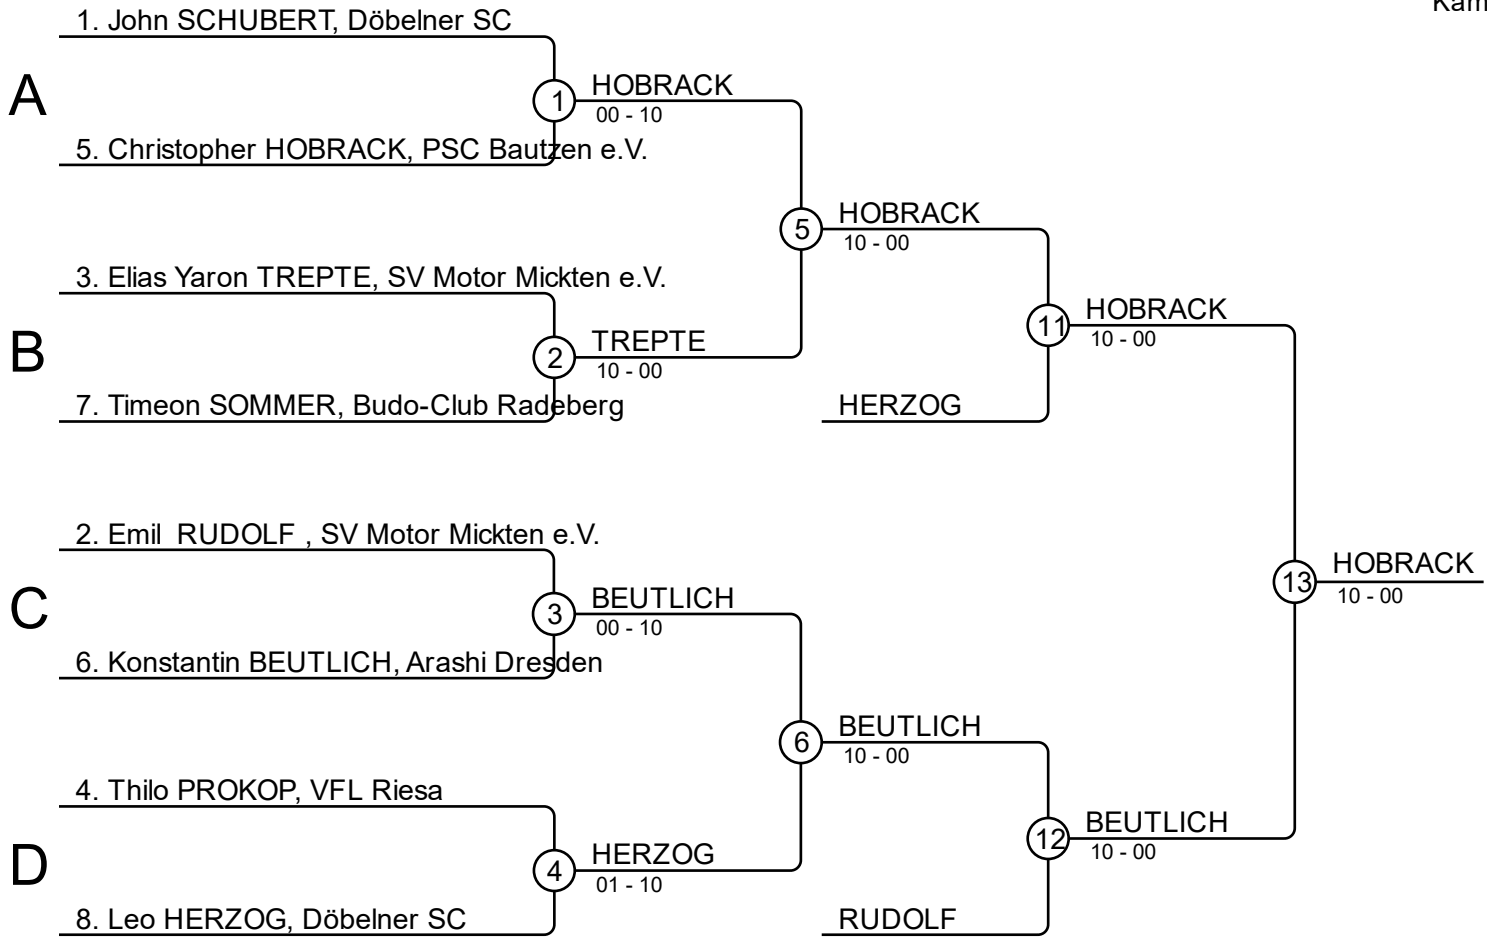 Kam
1. John SCHUBERT, Döbelner SC
A
1
HOBRACK
00 - 10
5. Christopher HOBRACK, PSC Bautzen e.V.
5
HOBRACK
10 - 00
3. Elias Yaron TREPTE, SV Motor Mickten e.V.
B
2
TREPTE
10 - 00
11
HOBRACK
10 - 00
7. Timeon SOMMER, Budo-Club Radeberg
HERZOG
2. Emil  RUDOLF , SV Motor Mickten e.V.
C
3
BEUTLICH
00 - 10
13
HOBRACK
10 - 00
6. Konstantin BEUTLICH, Arashi Dresden
6
BEUTLICH
10 - 00
4. Thilo PROKOP, VFL Riesa
D
4
HERZOG
01 - 10
12
BEUTLICH
10 - 00
8. Leo HERZOG, Döbelner SC
RUDOLF